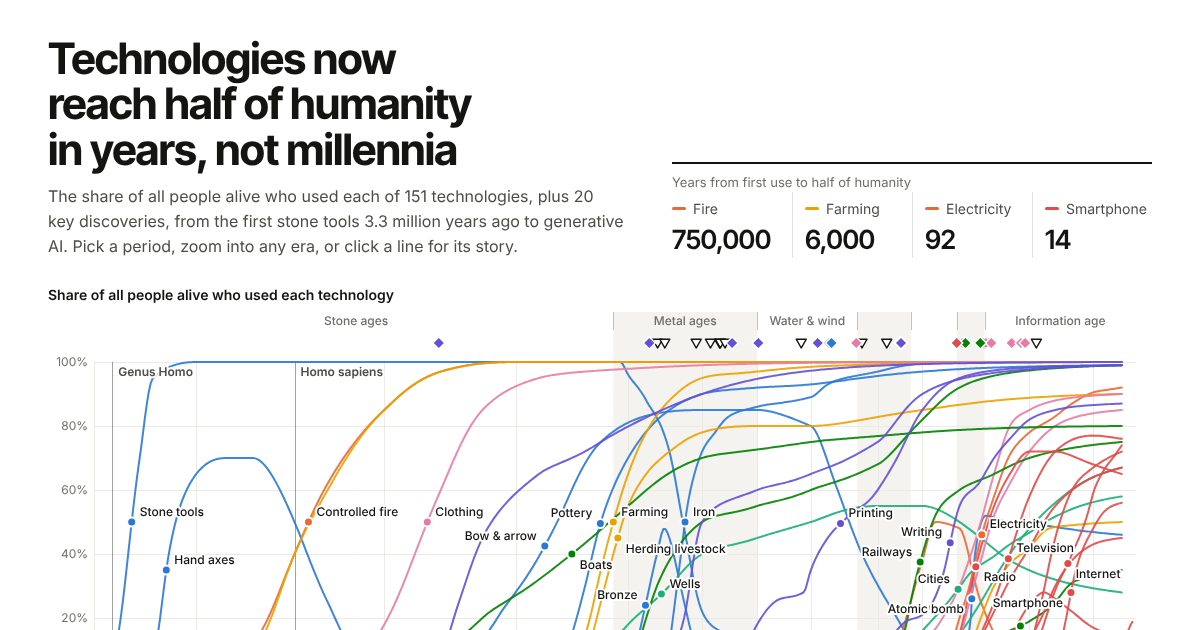 Technologies now
reach half of humanity
in years, not millennia
The share of all people alive who used each of 151 technologies, plus 20
key discoveries, from the first stone tools 3.3 million years ago to generative
AI. Pick a period, zoom into any era, or click a line for its story.
Years from first use to half of humanity
Fire
750,000
Farming
6,000
Electricity
92
Smartphone
14
Share of all people alive who used each technology
Stone ages
Metal ages
Water & wind
Information age
100%
80%
60%
40%
20%
Genus Homo
Homo sapiens
Stone tools
Hand axes
Controlled fire
Clothing
Bow & arrow
Pottery
Boats
Farming
Herding livestock
Bronze
Wells
Iron
Printing
Writing
Railways
Cities
Atomic bomb
Electricity
Television
Radio
Internet
Smartphone